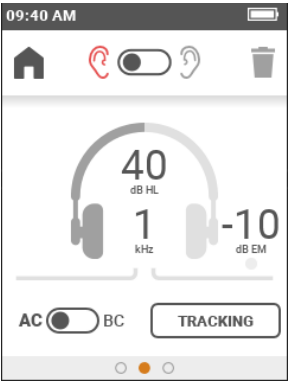 09:40 AM
40
dB HL
1
kHz
-10
dB EM
AC BC
TRACKING